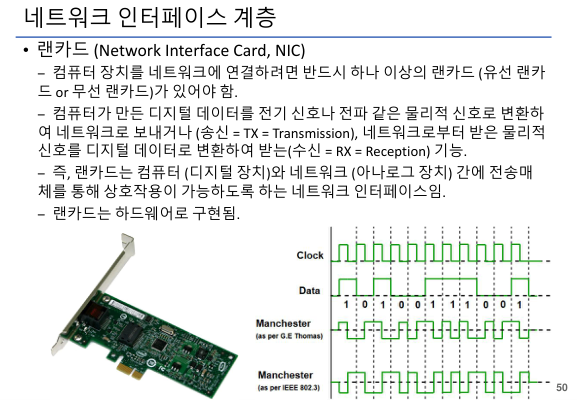 네트워크 인터페이스 계층
• 랜카드 (Network Interface Card, NIC)
– 컴퓨터 장치를 네트워크에 연결하려면 반드시 하나 이상의 랜카드 (유선 랜카
드 or 무선 랜카드)가 있어야 함.
– 컴퓨터가 만든 디지털 데이터를 전기 신호나 전파 같은 물리적 신호로 변환하
여 네트워크로 보내거나 (송신 = TX = Transmission), 네트워크로부터 받은 물리적
신호를 디지털 데이터로 변환하여 받는(수신 = RX = Reception) 기능.
– 즉, 랜카드는 컴퓨터 (디지털 장치)와 네트워크 (아나로그 장치) 간에 전송매
체를 통해 상호작용이 가능하도록 하는 네트워크 인터페이스임.
– 랜카드는 하드웨어로 구현됨.
Clock
Data
1 0 1 0 0 1 1 1 0 0 1
Manchester
(as per G.E Thomas)
Manchester
(as per IEEE 802.3)
50